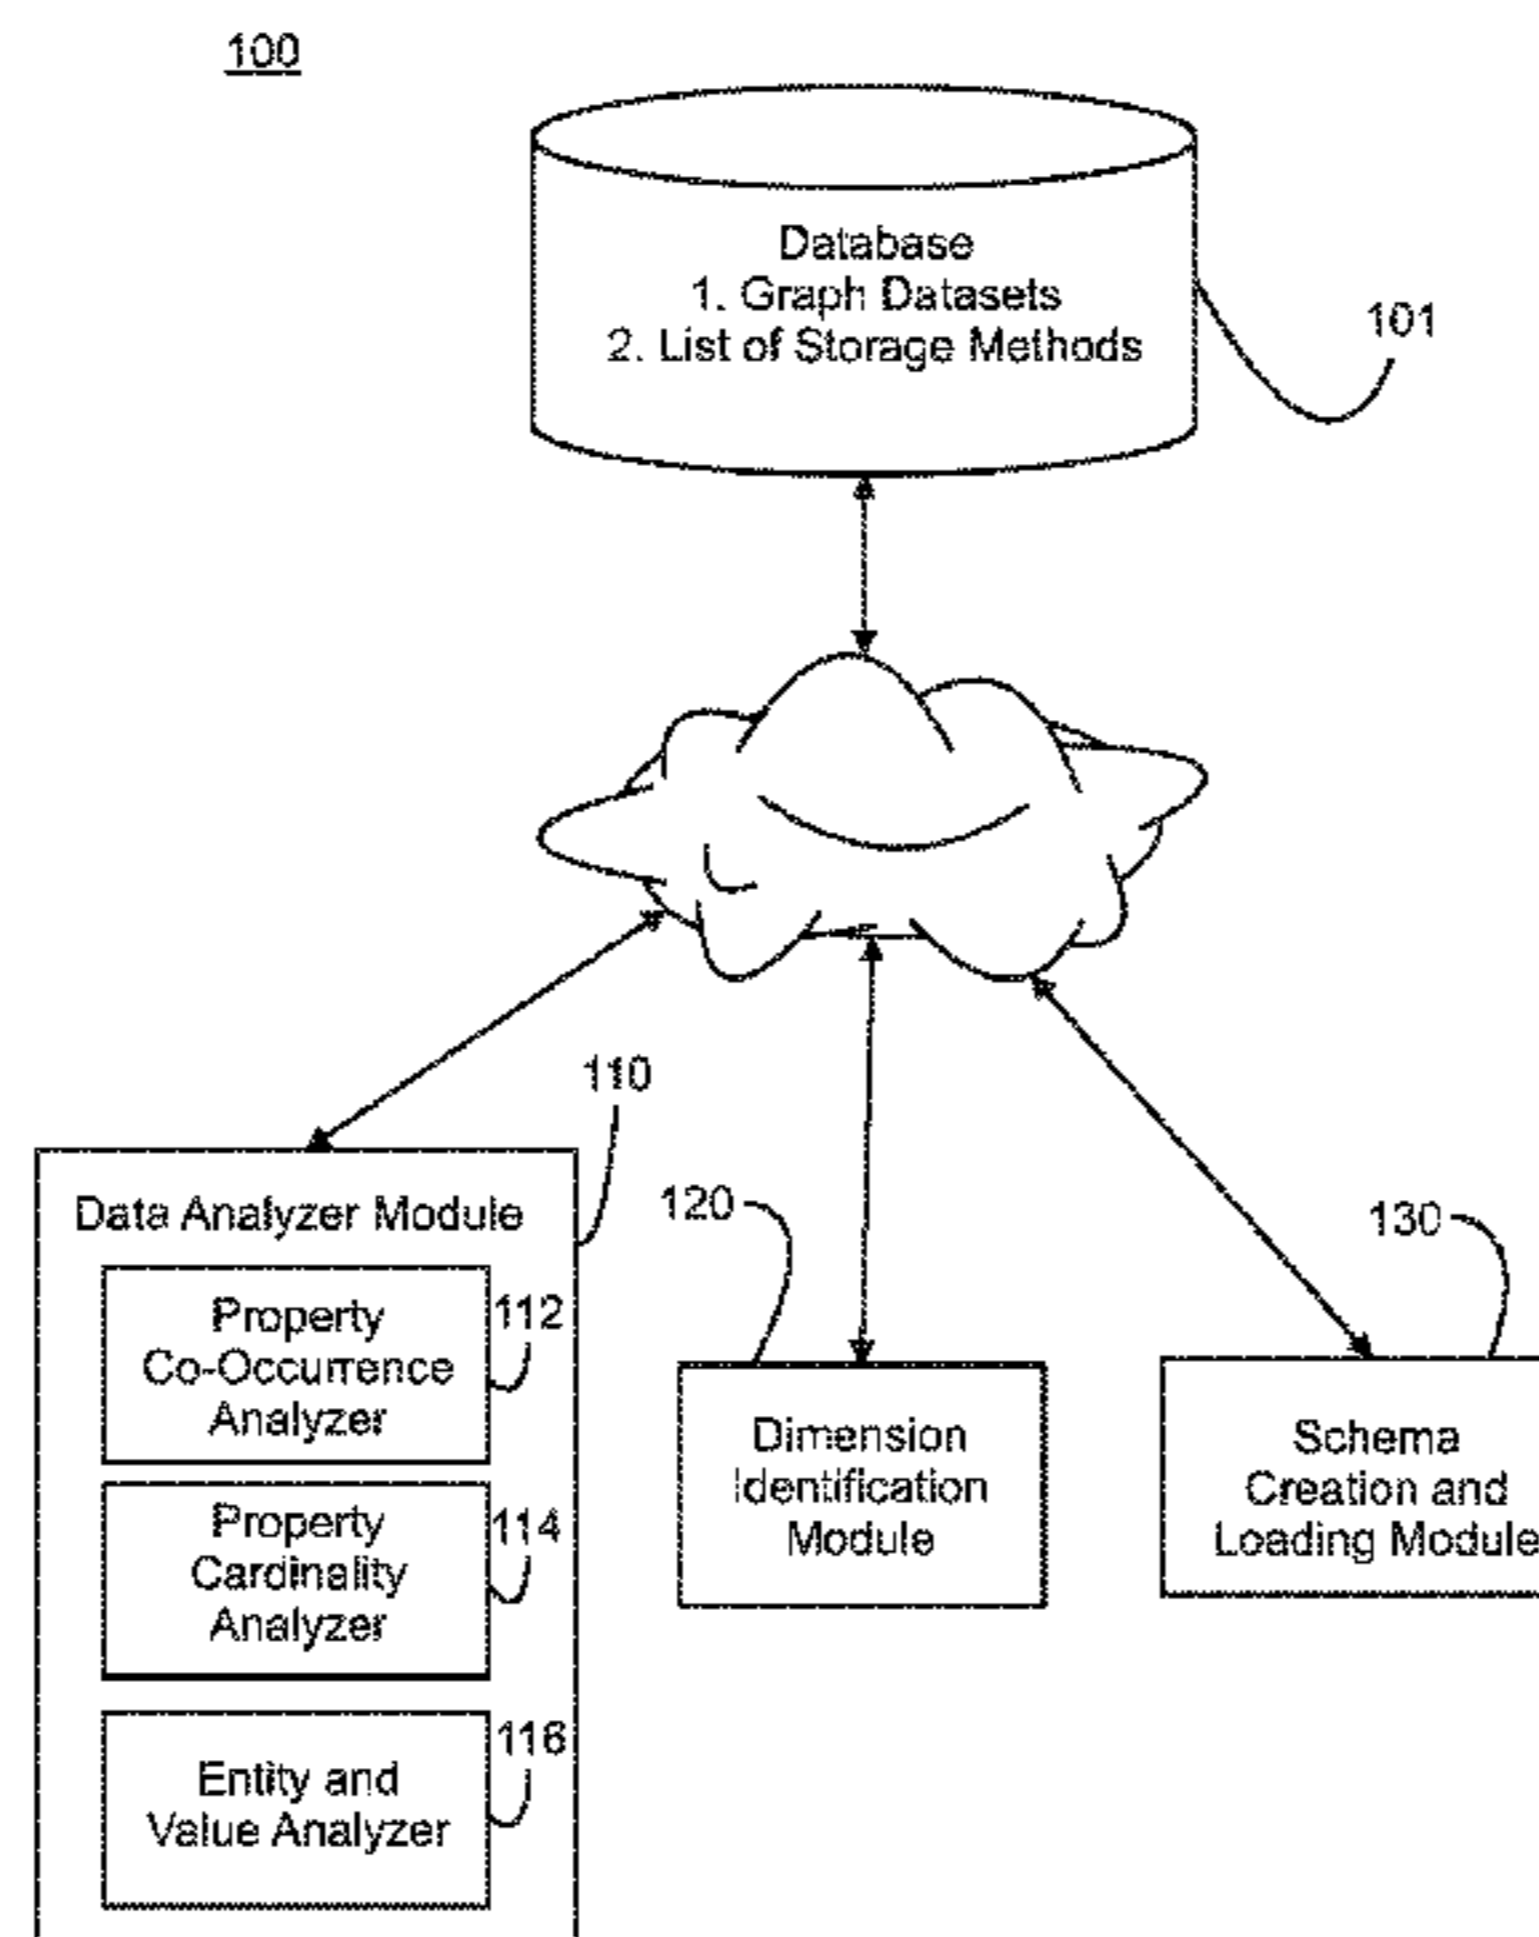 100
Database
1. Graph Datasets
2. List of Storage Methods
101
110
Data Analyzer Module
Property
Co-Occurrence
Analyzer
112
Property
Cardinality
Analyzer
114
Entity and
Value Analyzer
116
120
Dimension
Identification
Module
130
Schema
Creation and
Loading Module